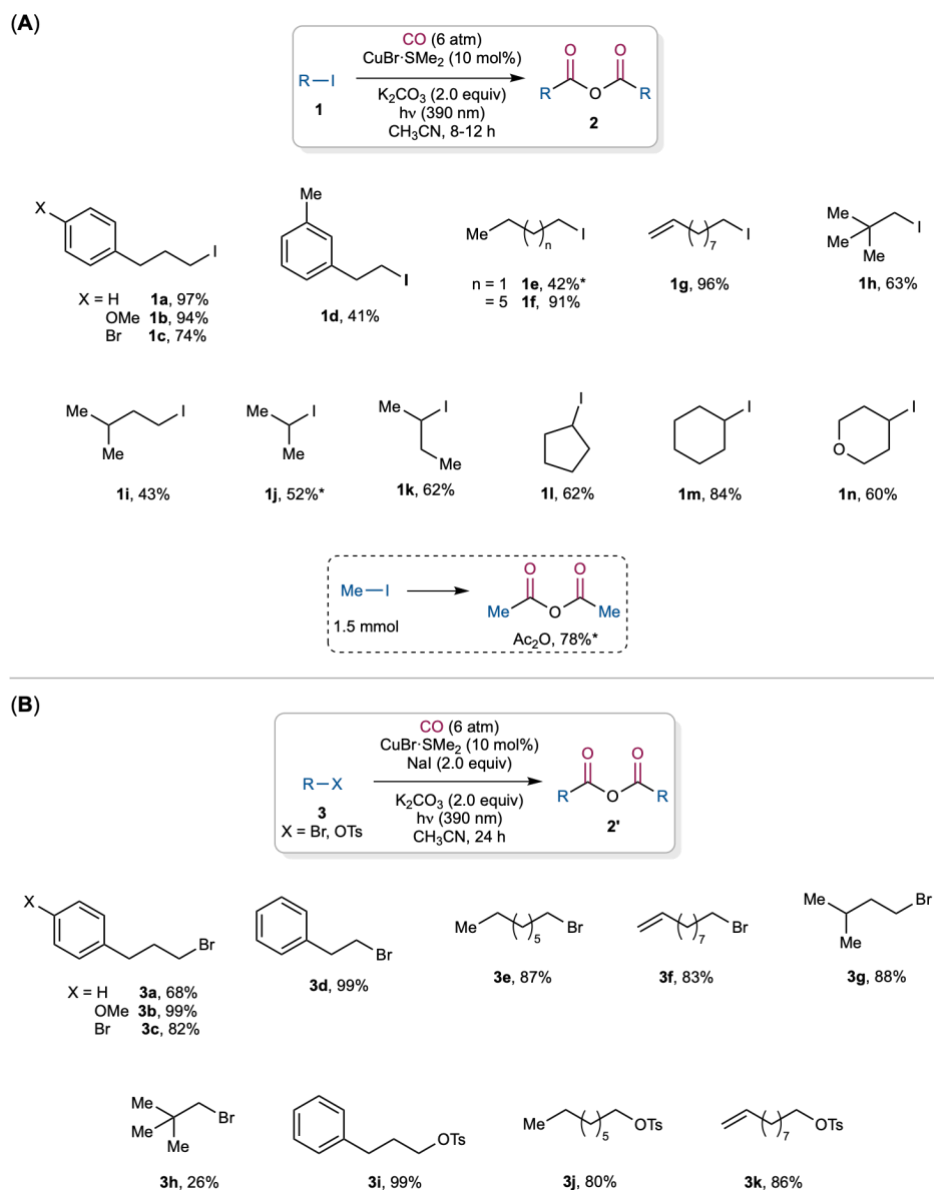 (A)
CO (6 atm)
CuBr·SMe₂ (10 mol%)
R—I
1
K₂CO₃ (2.0 equiv)
hν (390 nm)
CH₃CN, 8-12 h
O O
R O R
2
X
I
X = H 1a, 97%
OMe 1b, 94%
Br 1c, 74%
Me
I
1d, 41%
Me ( )n I
n = 1 1e, 42%*
= 5 1f, 91%
( )7 I
1g, 96%
Me
Me
Me
I
1h, 63%
Me I
Me
1i, 43%
Me I
Me
1j, 52%*
Me I
Me
1k, 62%
I
1l, 62%
I
1m, 84%
I
O
1n, 60%
Me—I
1.5 mmol
O O
Me O Me
Ac₂O, 78%*
(B)
CO (6 atm)
CuBr·SMe₂ (10 mol%)
NaI (2.0 equiv)
R—X
3
X = Br, OTs
K₂CO₃ (2.0 equiv)
hν (390 nm)
CH₃CN, 24 h
O O
R O R
2'
X
Br
X = H 3a, 68%
OMe 3b, 99%
Br 3c, 82%
Br
3d, 99%
Me ( )5 Br
3e, 87%
( )7 Br
3f, 83%
Me Br
Me
3g, 88%
Me
Me
Me
Br
3h, 26%
OTs
3i, 99%
Me ( )5 OTs
3j, 80%
( )7 OTs
3k, 86%